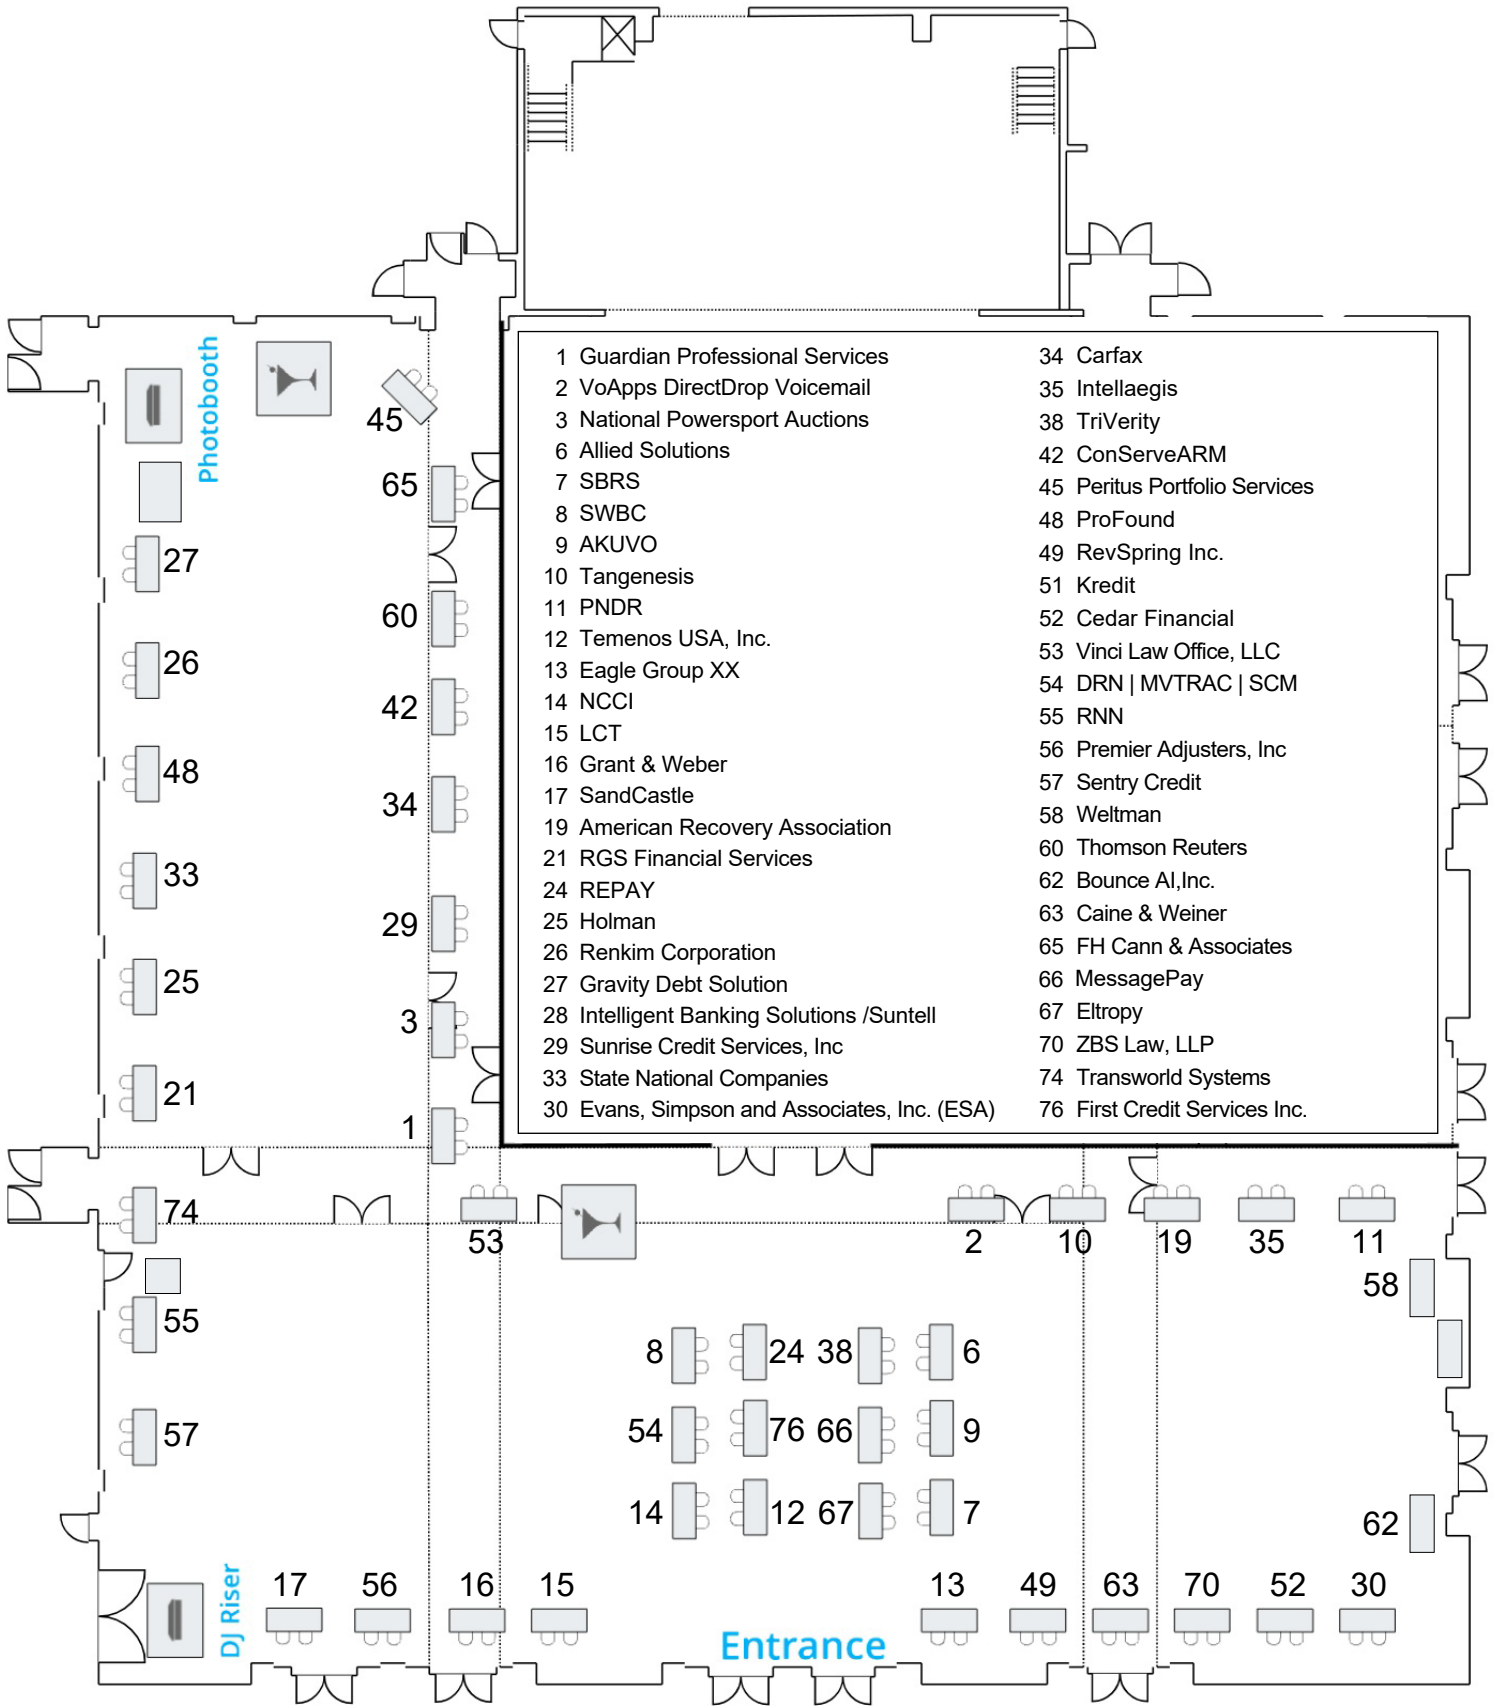 Photobooth
45
65
27
60
26
42
48
34
33
29
25
3
21
1
1 Guardian Professional Services
2 VoApps DirectDrop Voicemail
3 National Powersport Auctions
6 Allied Solutions
7 SBRS
8 SWBC
9 AKUVO
10 Tangenesis
11 PNDR
12 Temenos USA, Inc.
13 Eagle Group XX
14 NCCI
15 LCT
16 Grant & Weber
17 SandCastle
19 American Recovery Association
21 RGS Financial Services
24 REPAY
25 Holman
26 Renkim Corporation
27 Gravity Debt Solution
28 Intelligent Banking Solutions /Suntell
29 Sunrise Credit Services, Inc
33 State National Companies
30 Evans, Simpson and Associates, Inc. (ESA)
34 Carfax
35 Intellaegis
38 TriVerity
42 ConServeARM
45 Peritus Portfolio Services
48 ProFound
49 RevSpring Inc.
51 Kredit
52 Cedar Financial
53 Vinci Law Office, LLC
54 DRN | MVTRAC | SCM
55 RNN
56 Premier Adjusters, Inc
57 Sentry Credit
58 Weltman
60 Thomson Reuters
62 Bounce AI,Inc.
63 Caine & Weiner
65 FH Cann & Associates
66 MessagePay
67 Eltropy
70 ZBS Law, LLP
74 Transworld Systems
76 First Credit Services Inc.
74
53
2
10
19
35
11
58
55
8
24
38
6
57
54
76
66
9
14
12
67
7
62
DJ Riser
17
56
16
15
13
49
63
70
52
30
Entrance